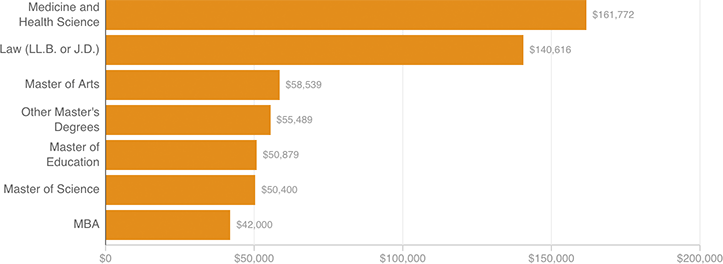 Medicine and
Health Science
$161,772
Law (LL.B. or J.D.)
$140,616
Master of Arts
$58,539
Other Master's
Degrees
$55,489
Master of
Education
$50,879
Master of Science
$50,400
MBA
$42,000
$0
$50,000
$100,000
$150,000
$200,000